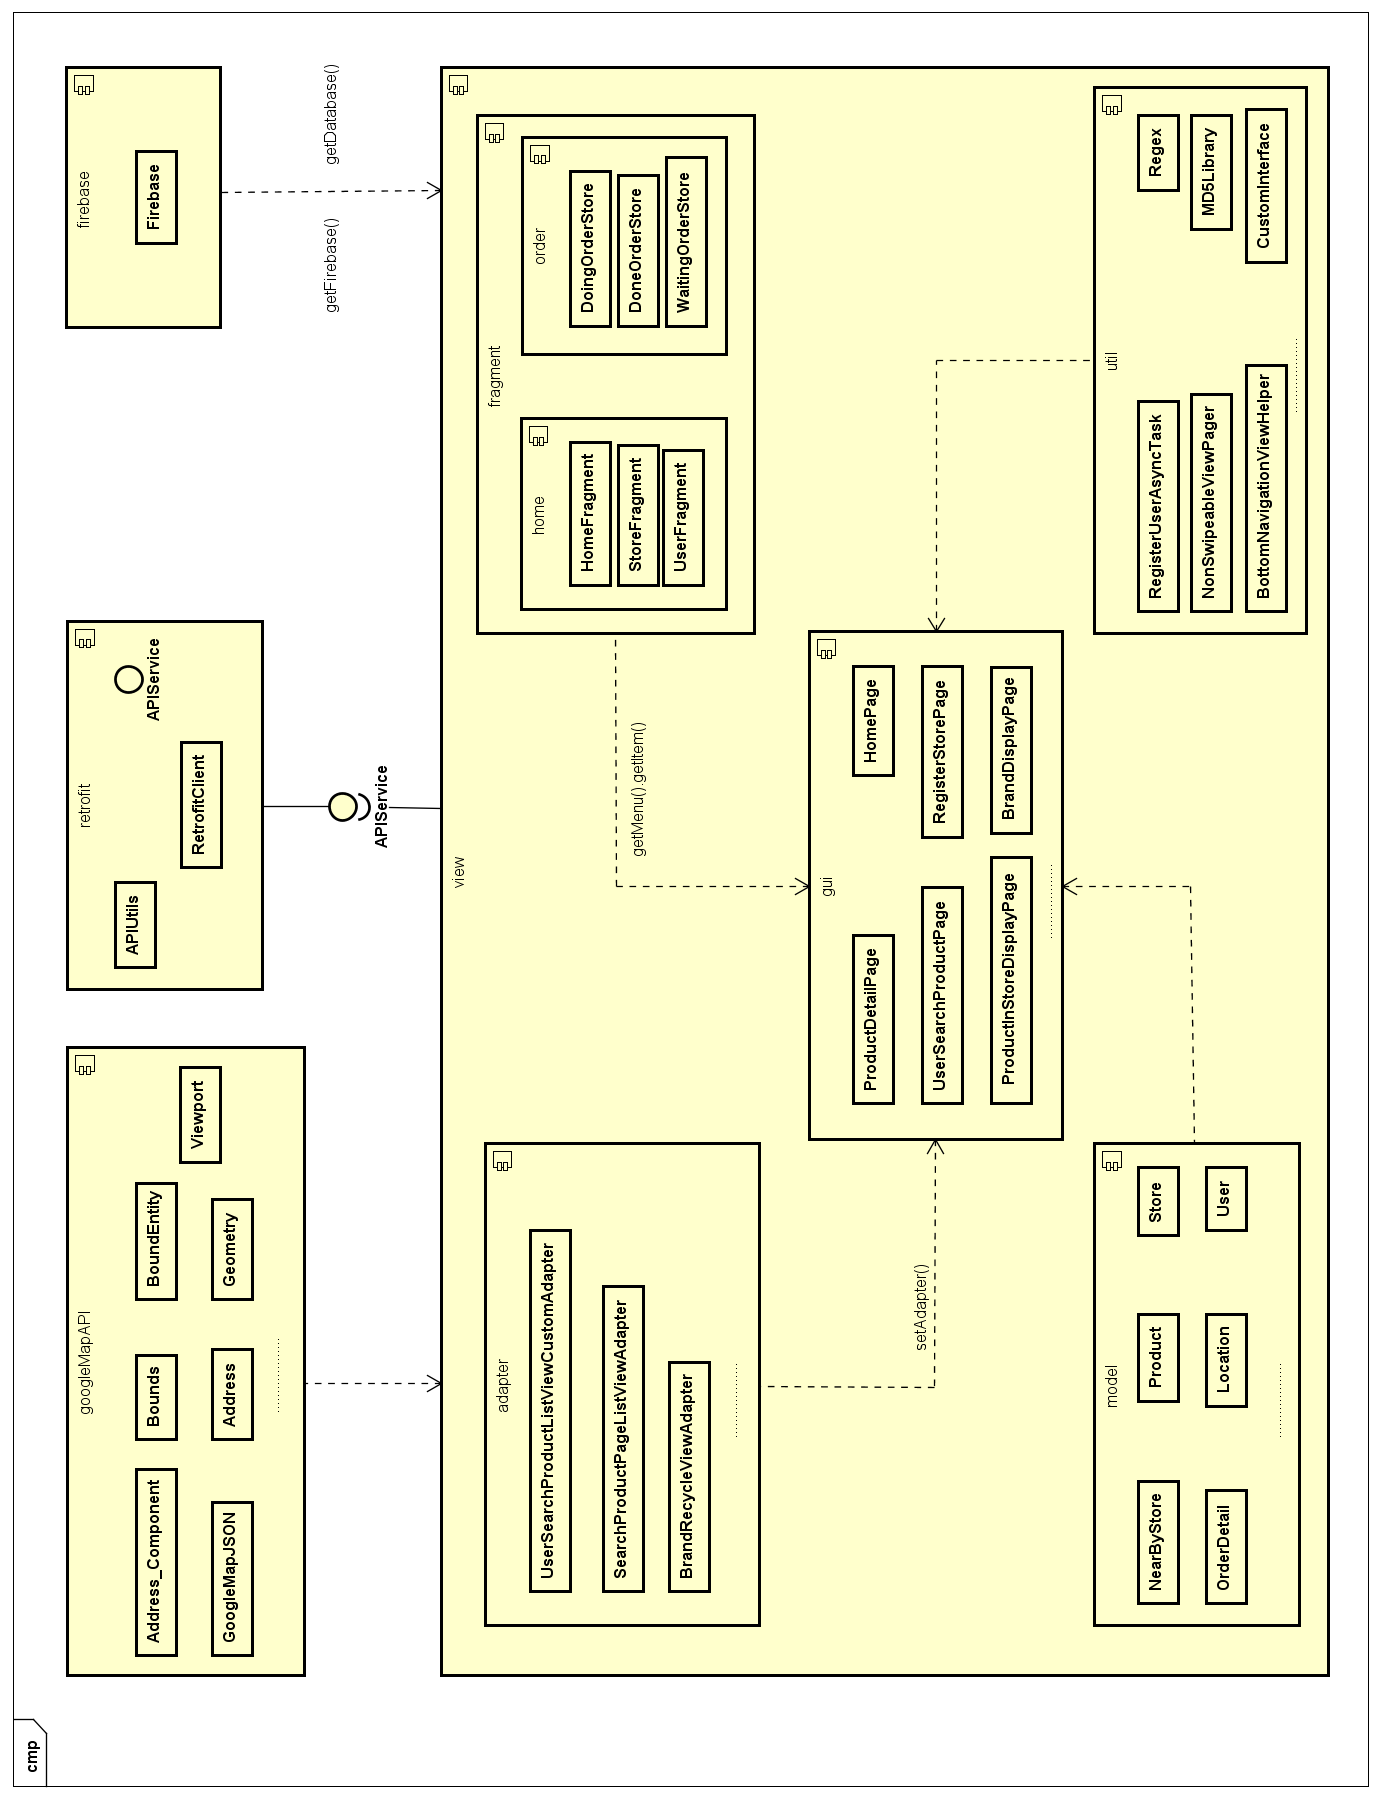 cmp
googleMapAPI
Address_Component
Bounds
BoundEntity
Viewport
GoogleMapJSON
Address
Geometry
................
retrofit
APIUtils
APIService
RetrofitClient
APIService
firebase
Firebase
getFirebase()
getDatabase()
view
adapter
UserSearchProductListViewCustomAdapter
SearchProductPageListViewAdapter
BrandRecycleViewAdapter
................
setAdapter()
fragment
home
HomeFragment
StoreFragment
UserFragment
order
DoingOrderStore
DoneOrderStore
WaitingOrderStore
getMenu().getItem()
gui
ProductDetailPage
HomePage
UserSearchProductPage
RegisterStorePage
ProductInStoreDisplayPage
BrandDisplayPage
................
model
NearByStore
Product
Store
OrderDetail
Location
User
................
util
RegisterUserAsyncTask
Regex
NonSwipeableViewPager
MD5Library
BottomNavigationViewHelper
CustomInterface
................